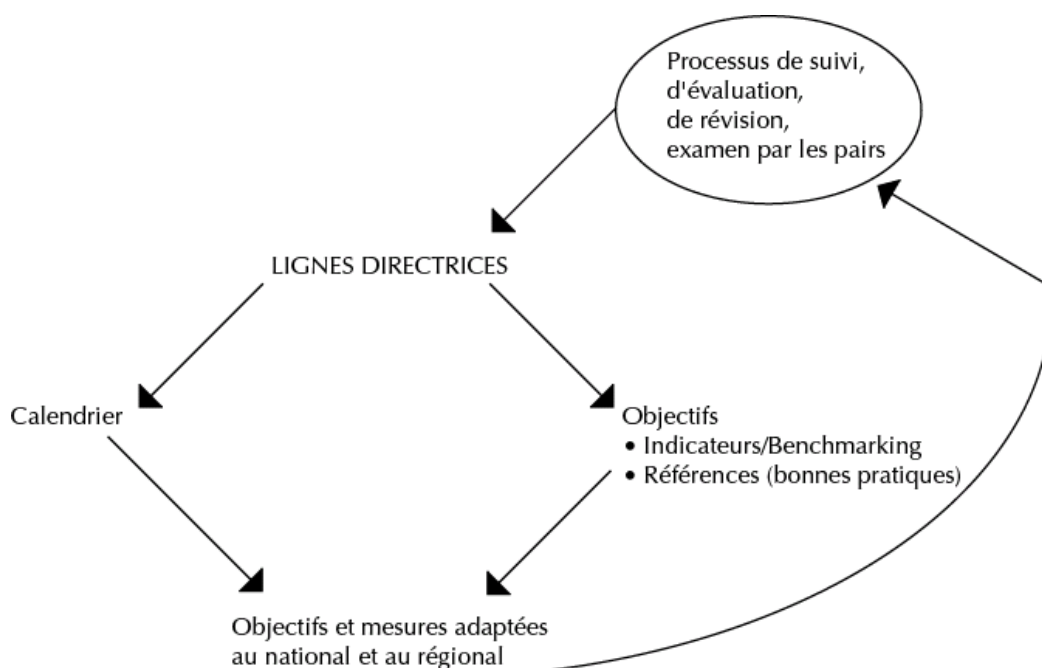 Processus de suivi,
d'évaluation,
de révision,
examen par les pairs
LIGNES DIRECTRICES
Calendrier
Objectifs
• Indicateurs/Benchmarking
• Références (bonnes pratiques)
Objectifs et mesures adaptées
au national et au régional